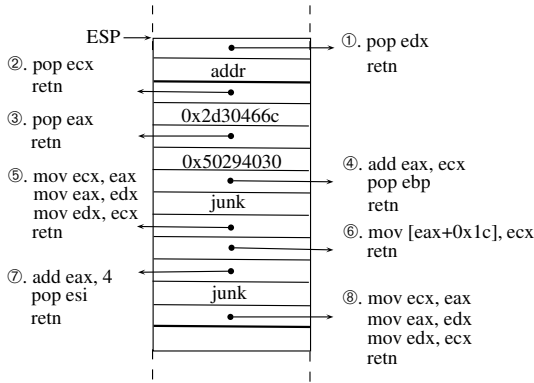 ESP
①. pop edx
retn
②. pop ecx
retn
addr
③. pop eax
retn
0x2d30466c
0x50294030
④. add eax, ecx
pop ebp
retn
⑤. mov ecx, eax
mov eax, edx
mov edx, ecx
retn
junk
⑥. mov [eax+0x1c], ecx
retn
⑦. add eax, 4
pop esi
retn
junk
⑧. mov ecx, eax
mov eax, edx
mov edx, ecx
retn